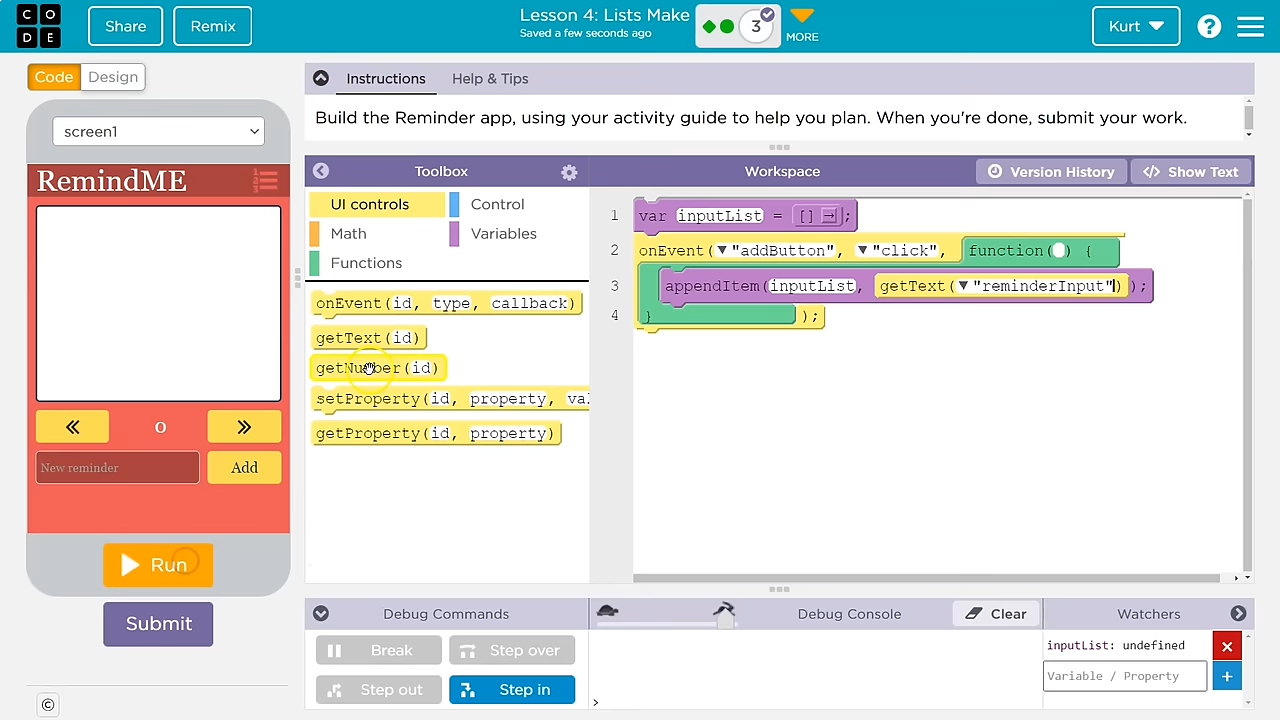 CODE
Share
Remix
Lesson 4: Lists Make
Saved a few seconds ago
3
MORE
Kurt
?
Code
Design
Instructions
Help & Tips
Build the Reminder app, using your activity guide to help you plan. When you're done, submit your work.
screen1
Toolbox
Workspace
Version History
</> Show Text
RemindME
UI controls
Control
Math
Variables
Functions
onEvent(id, type, callback)
getText(id)
getNumber(id)
setProperty(id, property, val
getProperty(id, property)
1 var inputList = [];
2 onEvent("addButton", "click", function() {
3 appendItem(inputList, getText("reminderInput"));
4 } );
0
New reminder
Add
Run
Submit
Debug Commands
Debug Console
Clear
Watchers
Break
Step over
Step out
Step in
inputList: undefined
Variable / Property
>
©